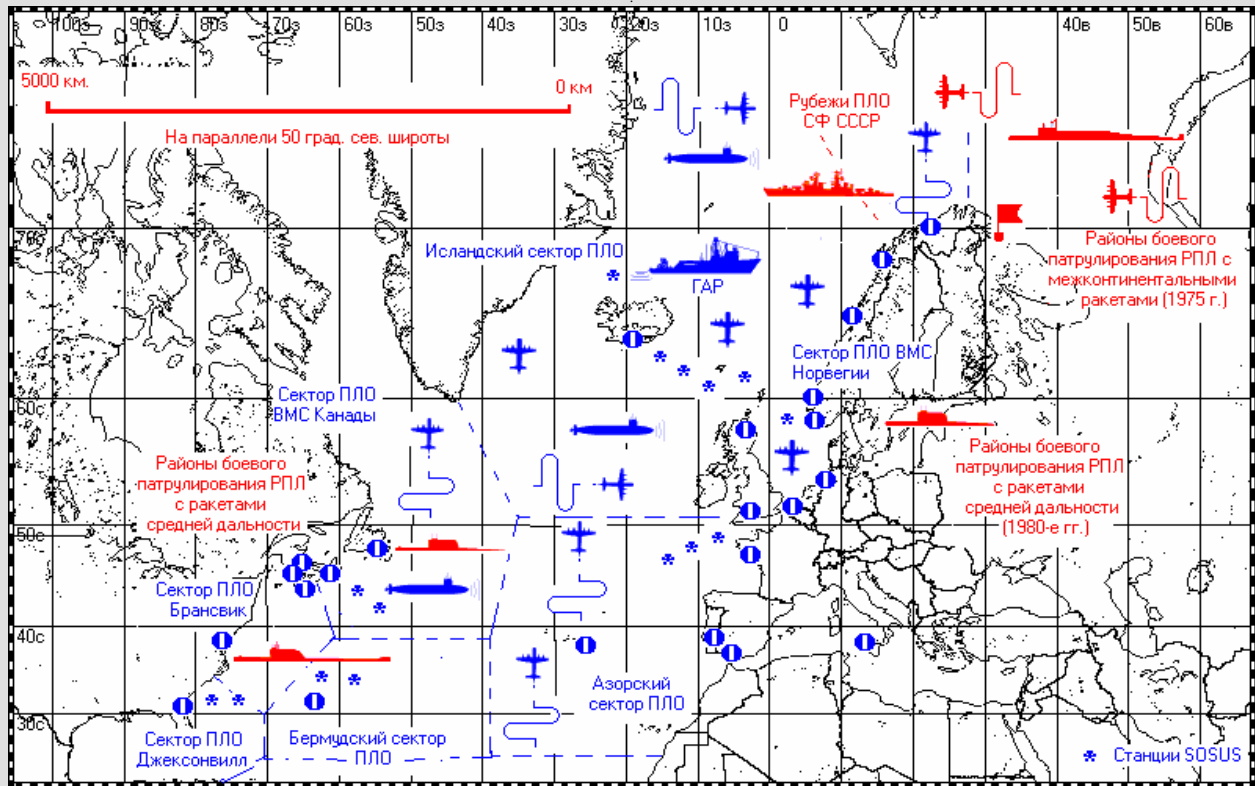 100з 90з 80з 70з 60з 50з 40з 30з 20з 10з 0 40в 50в 60в
5000 км. 0 км
На параллели 50 град. сев. широты
Рубежи ПЛО
СФ СССР
70с
Исландский сектор ПЛО
ГАР
Районы боевого
патрулирования РПЛ с
межконтинентальными
ракетами (1975 г.)
Сектор ПЛО ВМС
Норвегии
Сектор ПЛО
ВМС Канады
60с
Районы боевого
патрулирования РПЛ
с ракетами
средней дальности
Районы боевого
патрулирования РПЛ
с ракетами
средней дальности
(1980-е гг.)
50с
Сектор ПЛО
Брансвик
40с
Азорский
сектор ПЛО
30с
Сектор ПЛО
Джексонвилл
Бермудский сектор
ПЛО
* Станции SOSUS